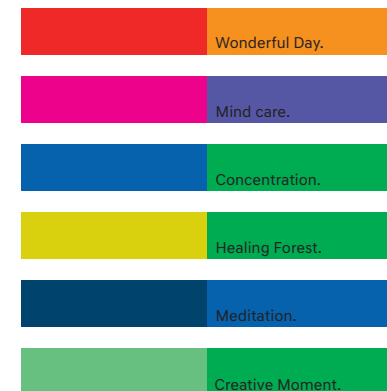 Wonderful Day.
Mind care.
Concentration.
Healing Forest.
Meditation.
Creative Moment.